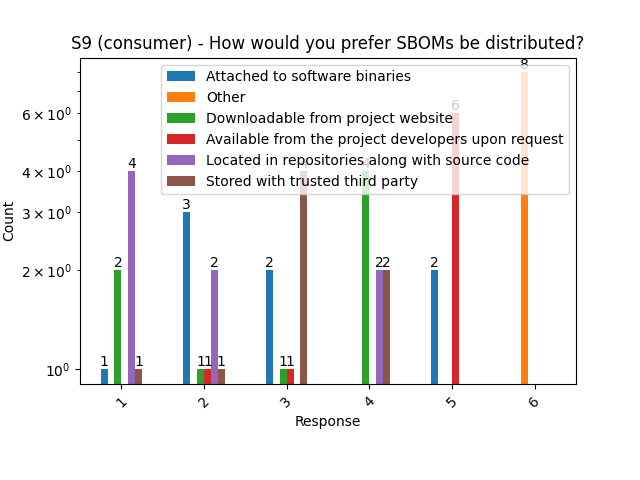 S9 (consumer) - How would you prefer SBOMs be distributed?
8
Attached to software binaries
Other
Downloadable from project website
6
Available from the project developers upon request
Located in repositories along with source code
Stored with trusted third party
6 × 10⁰
4 × 10⁰
3 × 10⁰
2 × 10⁰
10⁰
Count
1 2 4 1
3 1 1 2 1
2 1 1 4
4 2 2
2
1 2 3 4 5 6
Response